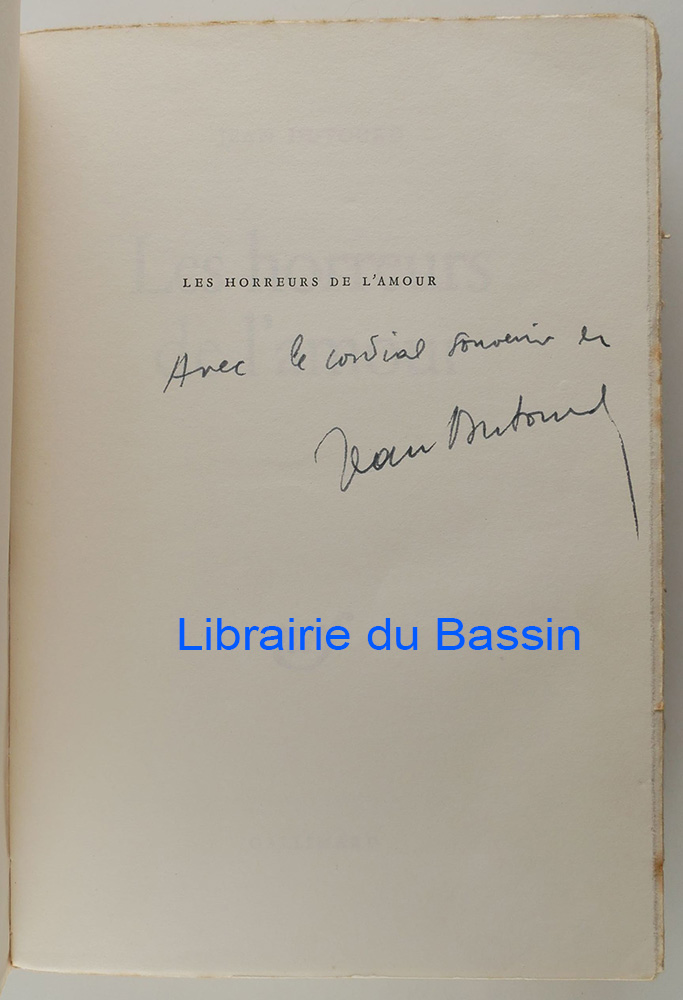 LES HORREURS DE L'AMOUR
Avec le cordial souvenir de
Jean Dutourd
Librairie du Bassin